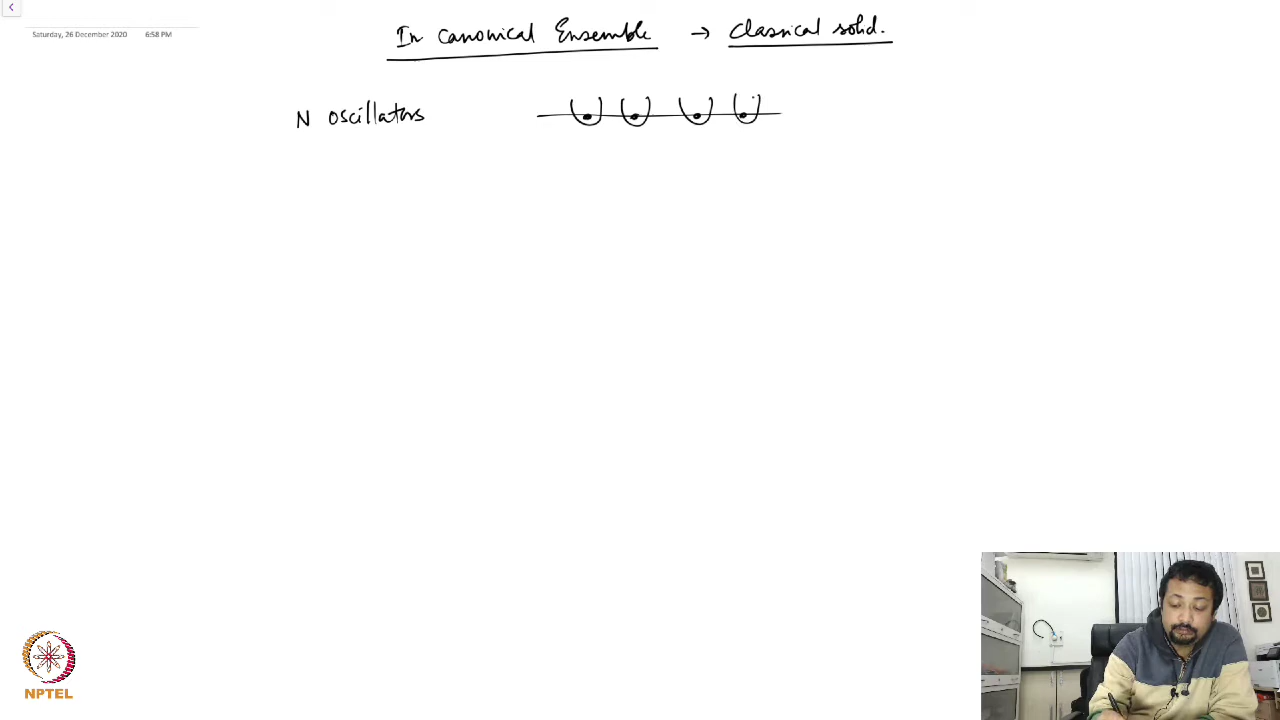 In canonical Ensemble → Classical solid.
Saturday, 26 December 2020 6:58 PM
N oscillators
NPTEL